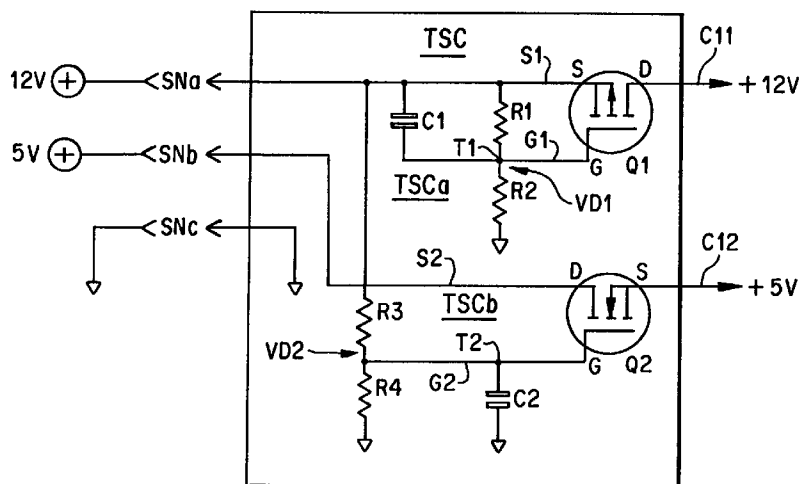 TSC
C11
12V
SNa
S1
S
D
+12V
C1
R1
G1
5V
SNb
T1
G
Q1
TSCa
R2
VD1
SNc
S2
D
S
C12
+5V
R3
TSCb
VD2
T2
G
Q2
R4
G2
C2